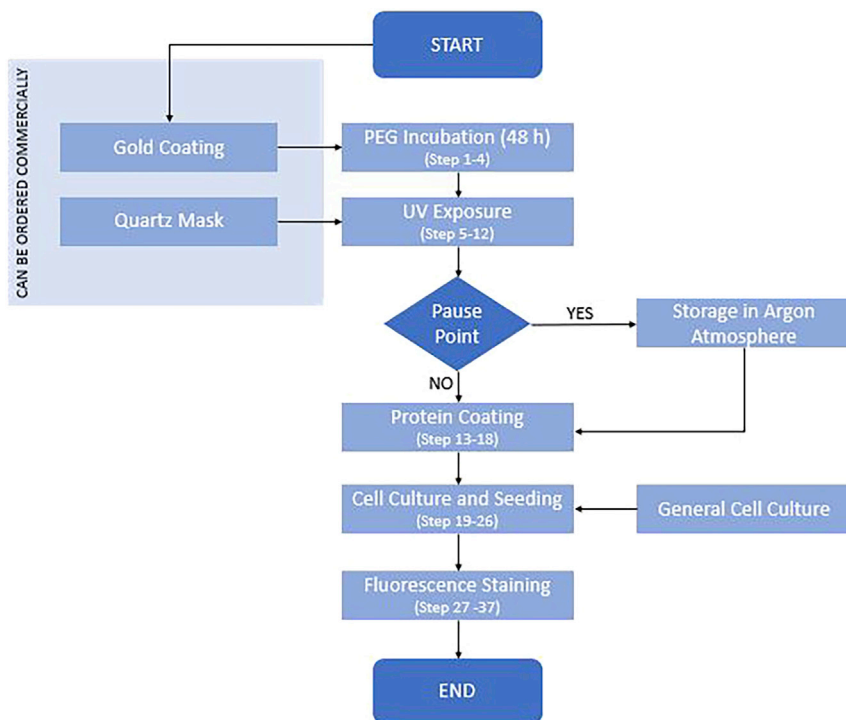 START
CAN BE ORDERED COMMERCIALLY
Gold Coating
PEG Incubation (48 h)
(Step 1-4)
Quartz Mask
UV Exposure
(Step 5-12)
Pause
Point
YES
Storage in Argon
Atmosphere
NO
Protein Coating
(Step 13-18)
Cell Culture and Seeding
(Step 19-26)
General Cell Culture
Fluorescence Staining
(Step 27 -37)
END